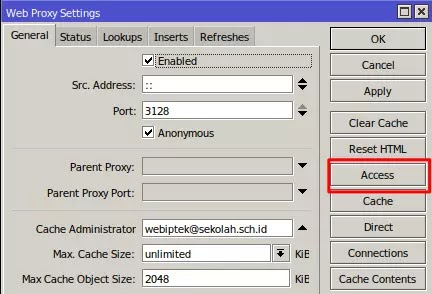 Web Proxy Settings
General Status Lookups Inserts Refreshes
Enabled
Src. Address: ::
Port: 3128
Anonymous
Parent Proxy:
Parent Proxy Port:
Cache Administrator webiptek@sekolah.sch.id
Max. Cache Size: unlimited KiB
Max Cache Object Size: 2048 KiB
OK
Cancel
Apply
Clear Cache
Reset HTML
Access
Cache
Direct
Connections
Cache Contents